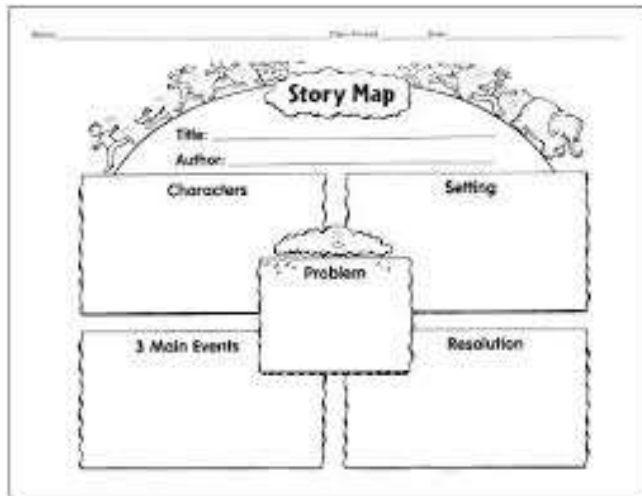 Story Map
Title:
Author:
Characters
Setting
Problem
3 Main Events
Resolution